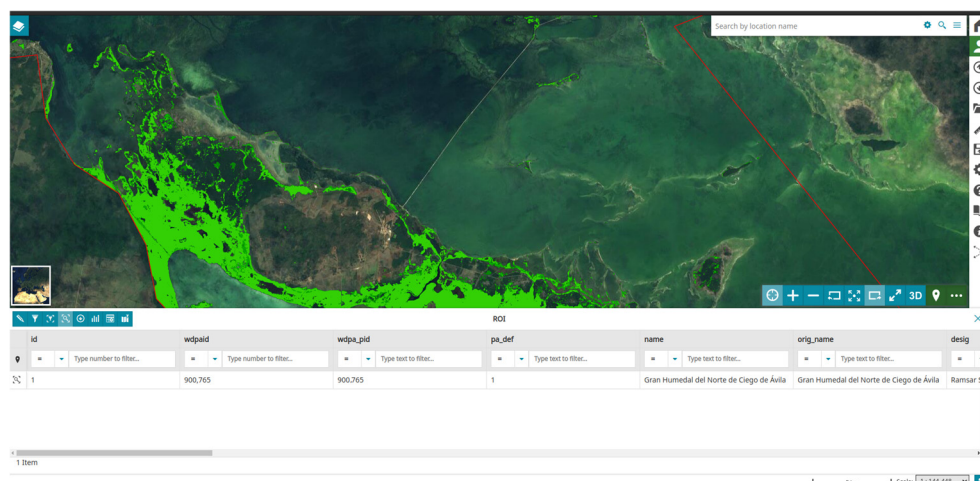 Search by location name
3D
ROI
id wdpaid wdpa_pid pa_def name orig_name desig
= Type number to filter... = Type number to filter... = Type text to filter... = Type text to filter... = Type text to filter... = Type text to filter... =
1 900,765 900,765 1 Gran Humedal del Norte de Ciego de Ávila Gran Humedal del Norte de Ciego de Ávila Ramsar
1 Item
Scale: